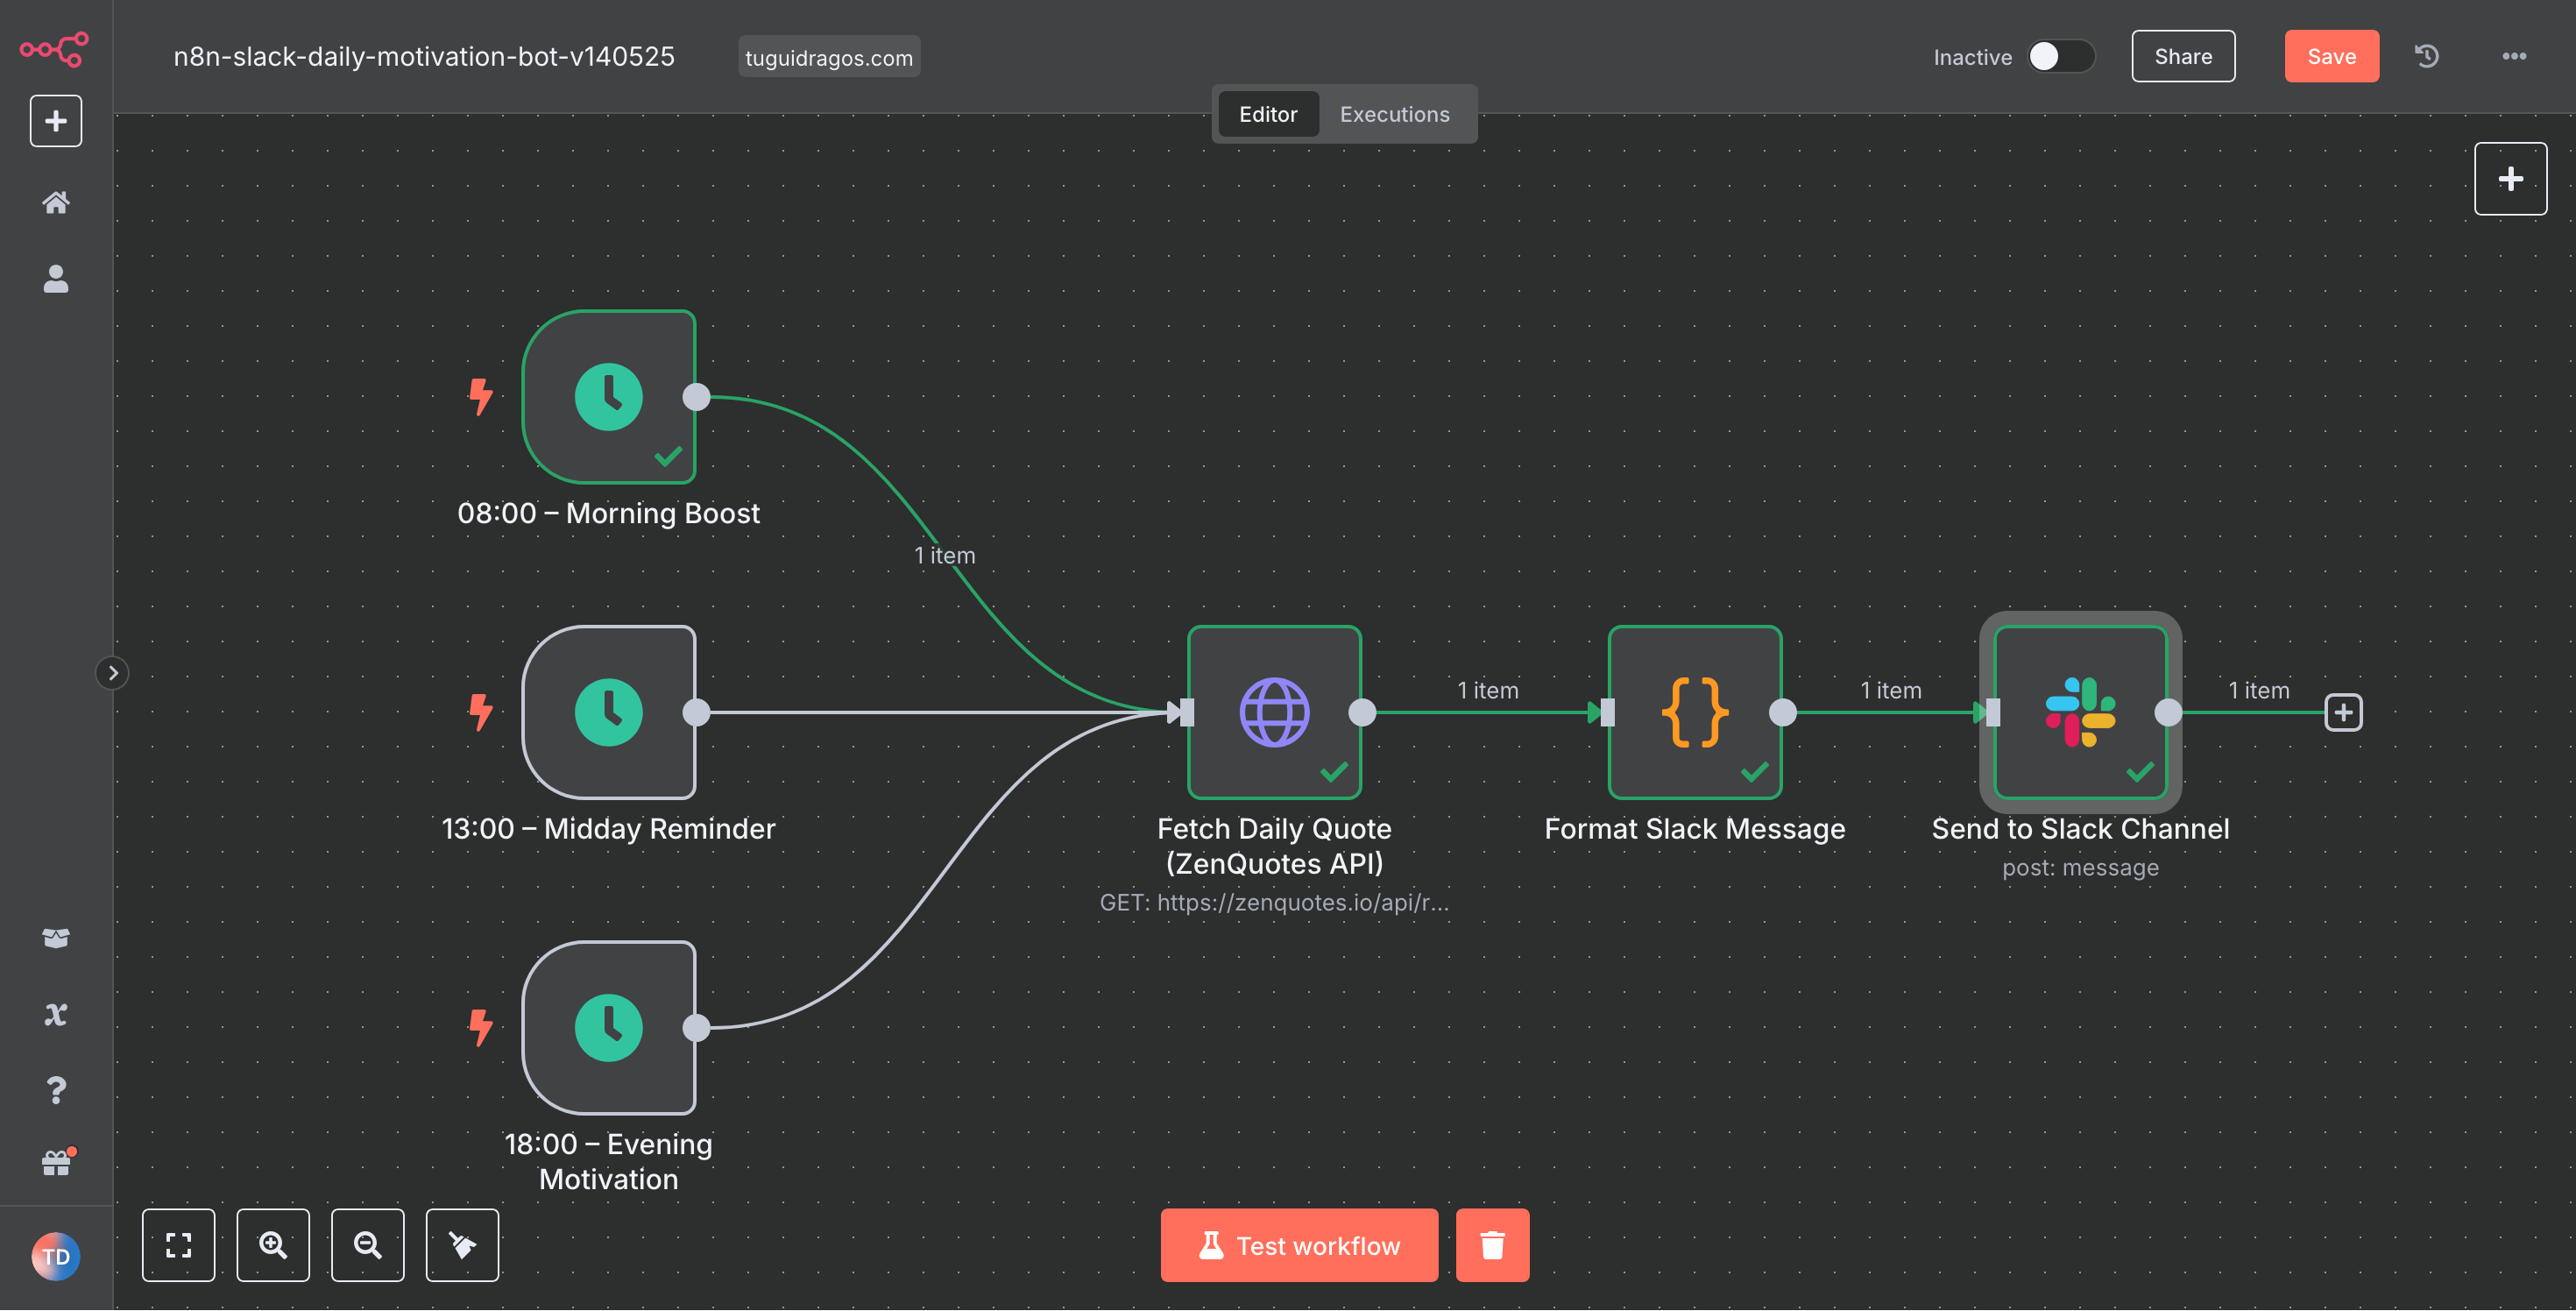 n8n-slack-daily-motivation-bot-v140525
tuguidragos.com
Inactive
Share
Save
Editor
Executions
08:00 – Morning Boost
1 item
13:00 – Midday Reminder
18:00 – Evening
Motivation
Fetch Daily Quote
(ZenQuotes API)
GET: https://zenquotes.io/api/r...
1 item
Format Slack Message
1 item
Send to Slack Channel
post: message
1 item
Test workflow
TD